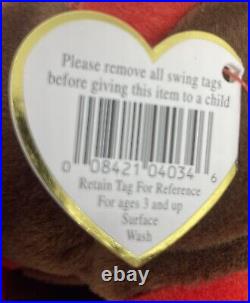 Please remove all swing tags
before giving this item to a child
0 08421 04034 6
Retain Tag For Reference
For ages 3 and up
Surface
Wash